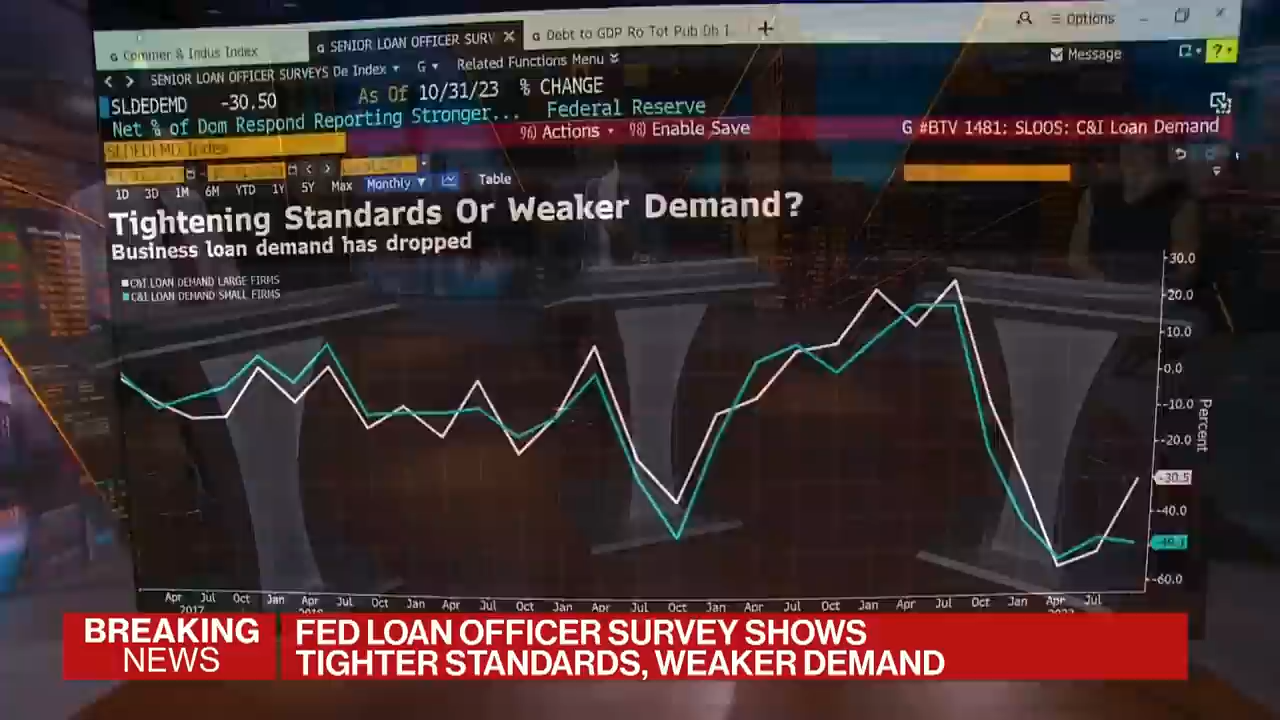 G Commer & Indus Index
G SENIOR LOAN OFFICER SURV
G Debt to GDP Ro Tot Pub Db I
Options
SENIOR LOAN OFFICER SURVEYS De Index
G
Related Functions Menu
Message
?
SLDEDEMD -30.50 As Of 10/31/23 % CHANGE
Net % of Dom Respond Reporting Stronger... Federal Reserve
SLDEDEMD Index
96) Actions 98) Enable Save
G #BTV 1481: SLOOS: C&I Loan Demand
1D 3D 1M 6M YTD 1Y 5Y Max Monthly Table
Tightening Standards Or Weaker Demand?
Business loan demand has dropped
C&I LOAN DEMAND LARGE FIRMS
C&I LOAN DEMAND SMALL FIRMS
30.0
20.0
10.0
0.0
-10.0
-20.0
-30.5
-40.0
-49.1
-60.0
Percent
Apr Jul Oct Jan Apr Jul Oct Jan Apr Jul Oct Jan Apr Jul Oct Jan Apr Jul Oct Jan Apr Jul Oct Jan Apr Jul
2017
BREAKING
NEWS
FED LOAN OFFICER SURVEY SHOWS
TIGHTER STANDARDS, WEAKER DEMAND